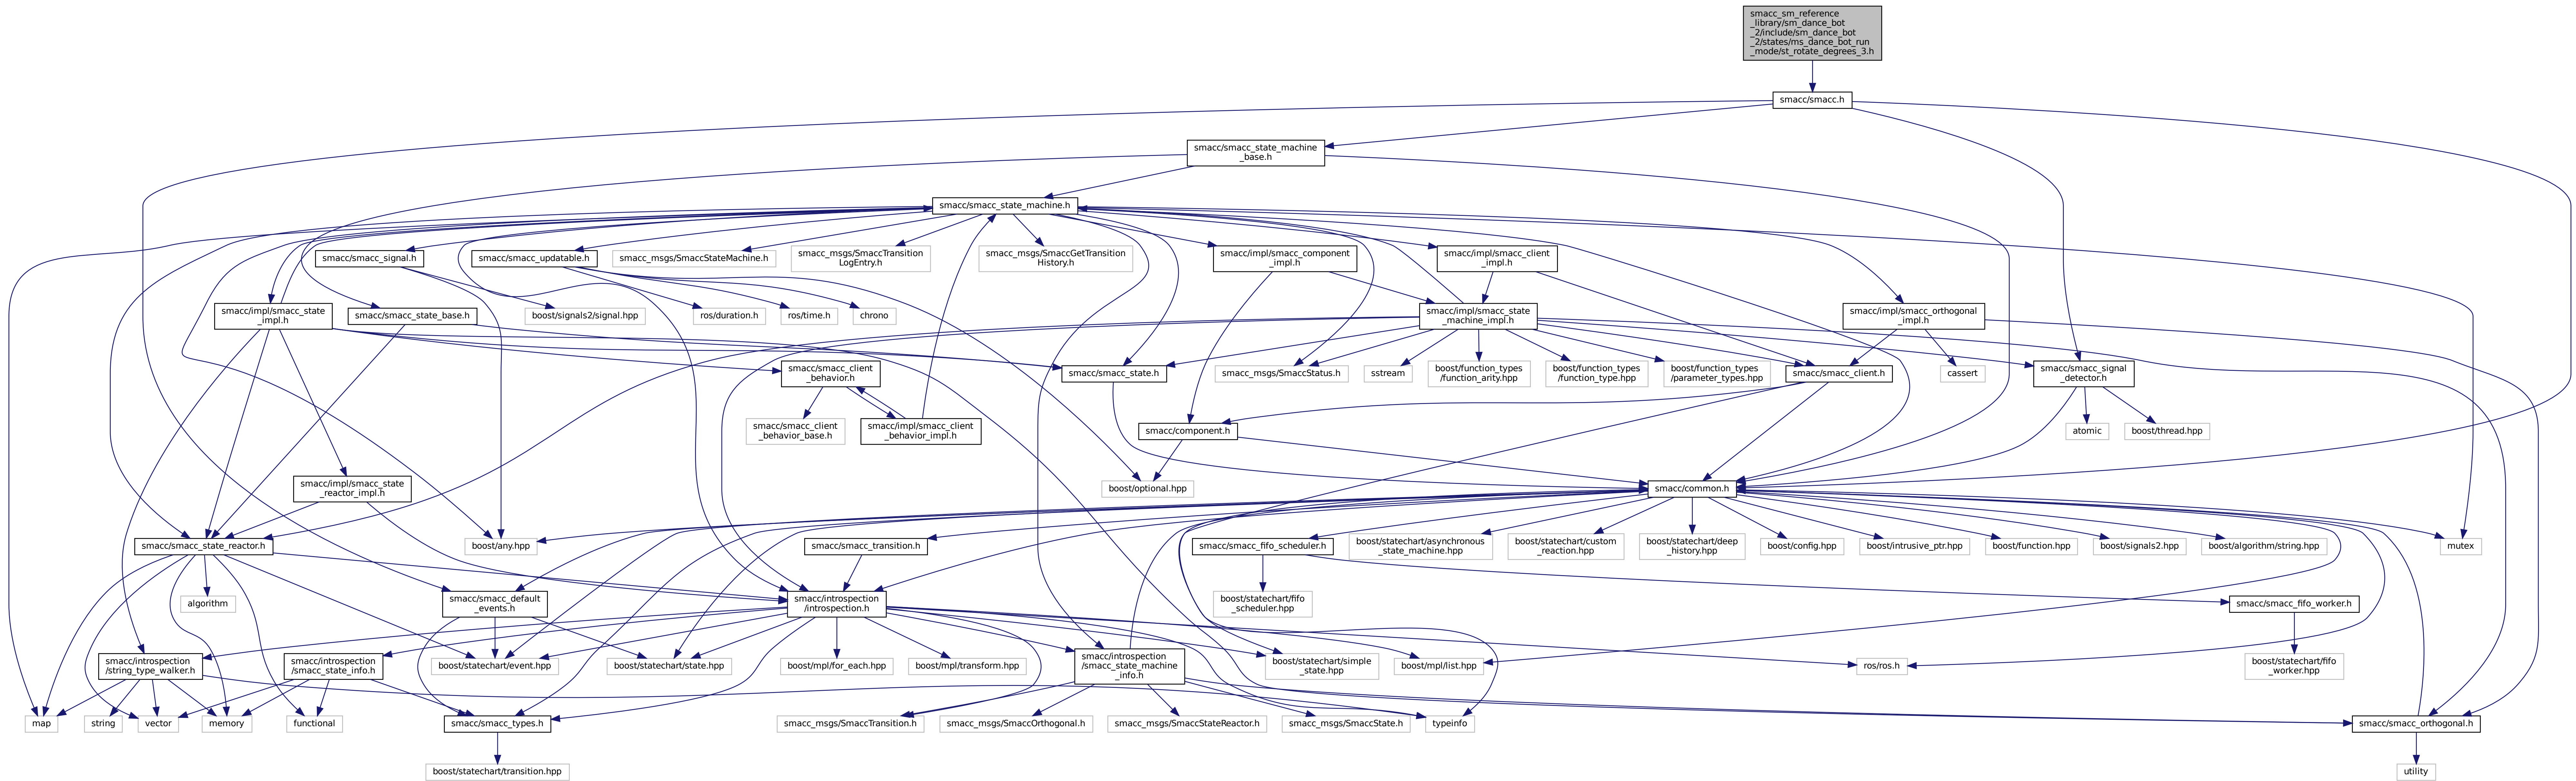 smacc_sm_reference
_library/sm_dance_bot
_2/include/sm_dance_bot
_2/states/ms_dance_bot_run
_mode/st_rotate_degrees_3.h
smacc/smacc.h
smacc/smacc_state_machine
_base.h
smacc/smacc_state_machine.h
smacc/smacc_signal.h
smacc/smacc_updatable.h
smacc_msgs/SmaccStateMachine.h
smacc_msgs/SmaccTransition
LogEntry.h
smacc_msgs/SmaccGetTransition
History.h
smacc/impl/smacc_component
_impl.h
smacc/impl/smacc_client
_impl.h
smacc/impl/smacc_state
_impl.h
smacc/smacc_state_base.h
boost/signals2/signal.hpp
ros/duration.h
ros/time.h
chrono
smacc/impl/smacc_state
_machine_impl.h
smacc/impl/smacc_orthogonal
_impl.h
smacc/smacc_client
_behavior.h
smacc/smacc_state.h
smacc_msgs/SmaccStatus.h
sstream
boost/function_types
/function_arity.hpp
boost/function_types
/function_type.hpp
boost/function_types
/parameter_types.hpp
smacc/smacc_client.h
cassert
smacc/smacc_signal
_detector.h
smacc/smacc_client
_behavior_base.h
smacc/impl/smacc_client
_behavior_impl.h
smacc/component.h
atomic
boost/thread.hpp
smacc/impl/smacc_state
_reactor_impl.h
boost/optional.hpp
smacc/common.h
smacc/smacc_state_reactor.h
boost/any.hpp
smacc/smacc_transition.h
smacc/smacc_fifo_scheduler.h
boost/statechart/asynchronous
_state_machine.hpp
boost/statechart/custom
_reaction.hpp
boost/statechart/deep
_history.hpp
boost/config.hpp
boost/intrusive_ptr.hpp
boost/function.hpp
boost/signals2.hpp
boost/algorithm/string.hpp
mutex
algorithm
smacc/smacc_default
_events.h
smacc/introspection
/introspection.h
boost/statechart/fifo
_scheduler.hpp
smacc/smacc_fifo_worker.h
smacc/introspection
/string_type_walker.h
smacc/introspection
/smacc_state_info.h
boost/statechart/event.hpp
boost/statechart/state.hpp
boost/mpl/for_each.hpp
boost/mpl/transform.hpp
smacc/introspection
/smacc_state_machine
_info.h
boost/statechart/simple
_state.hpp
boost/mpl/list.hpp
ros/ros.h
boost/statechart/fifo
_worker.hpp
map
string
vector
memory
functional
smacc/smacc_types.h
smacc_msgs/SmaccTransition.h
smacc_msgs/SmaccOrthogonal.h
smacc_msgs/SmaccStateReactor.h
smacc_msgs/SmaccState.h
typeinfo
smacc/smacc_orthogonal.h
boost/statechart/transition.hpp
utility